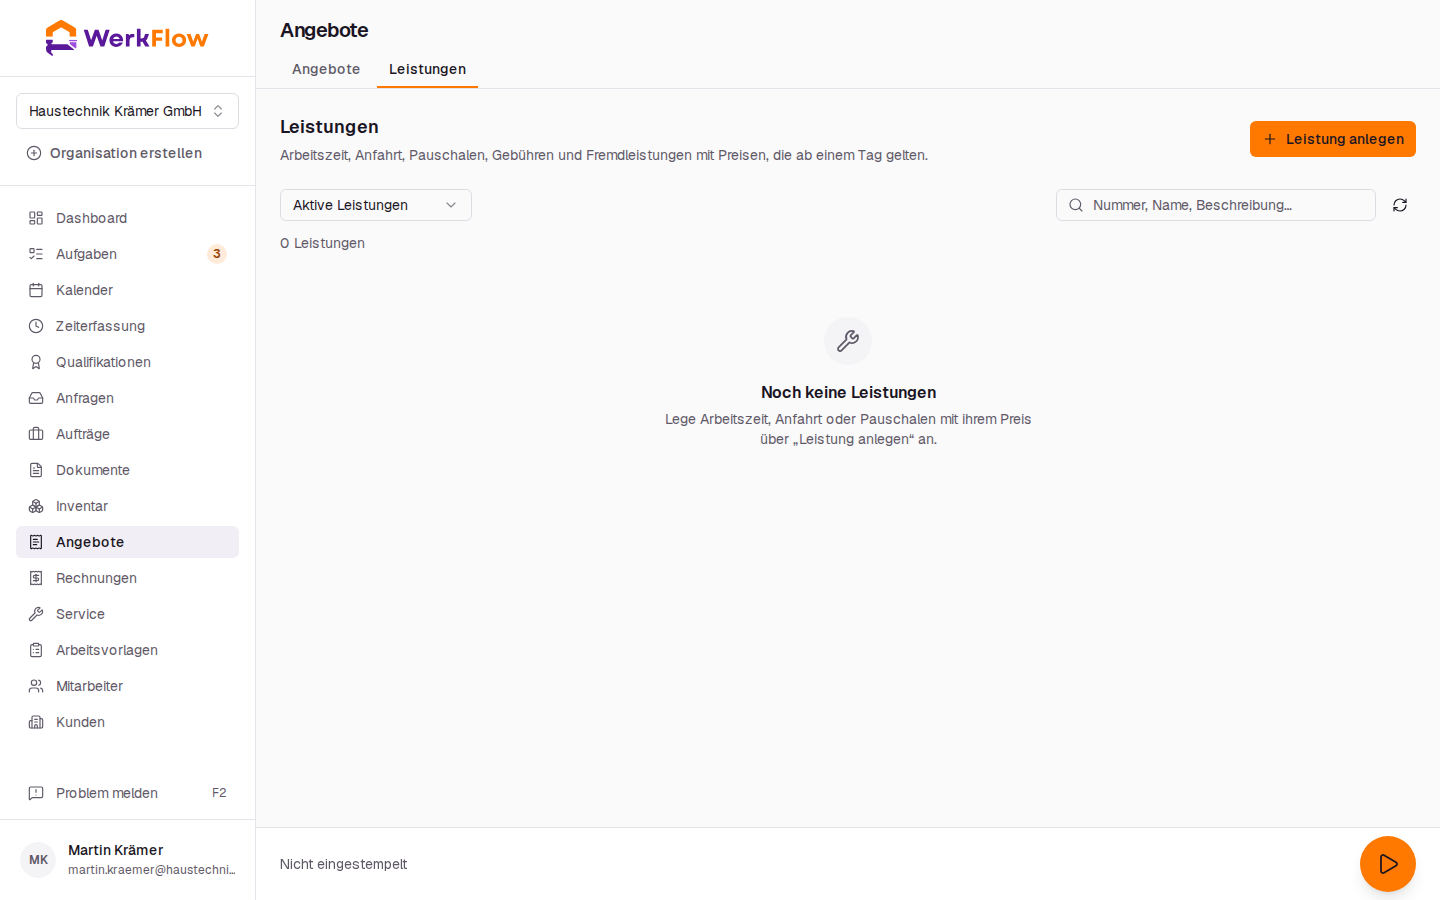 WerkFlow
Haustechnik Krämer GmbH
Organisation erstellen
Dashboard
Aufgaben 3
Kalender
Zeiterfassung
Qualifikationen
Anfragen
Aufträge
Dokumente
Inventar
Angebote
Rechnungen
Service
Arbeitsvorlagen
Mitarbeiter
Kunden
Problem melden F2
MK
Martin Krämer
martin.kraemer@haustechni...
Angebote
Angebote Leistungen
Leistungen
Arbeitszeit, Anfahrt, Pauschalen, Gebühren und Fremdleistungen mit Preisen, die ab einem Tag gelten.
Leistung anlegen
Aktive Leistungen
Nummer, Name, Beschreibung...
0 Leistungen
Noch keine Leistungen
Lege Arbeitszeit, Anfahrt oder Pauschalen mit ihrem Preis
über „Leistung anlegen“ an.
Nicht eingestempelt